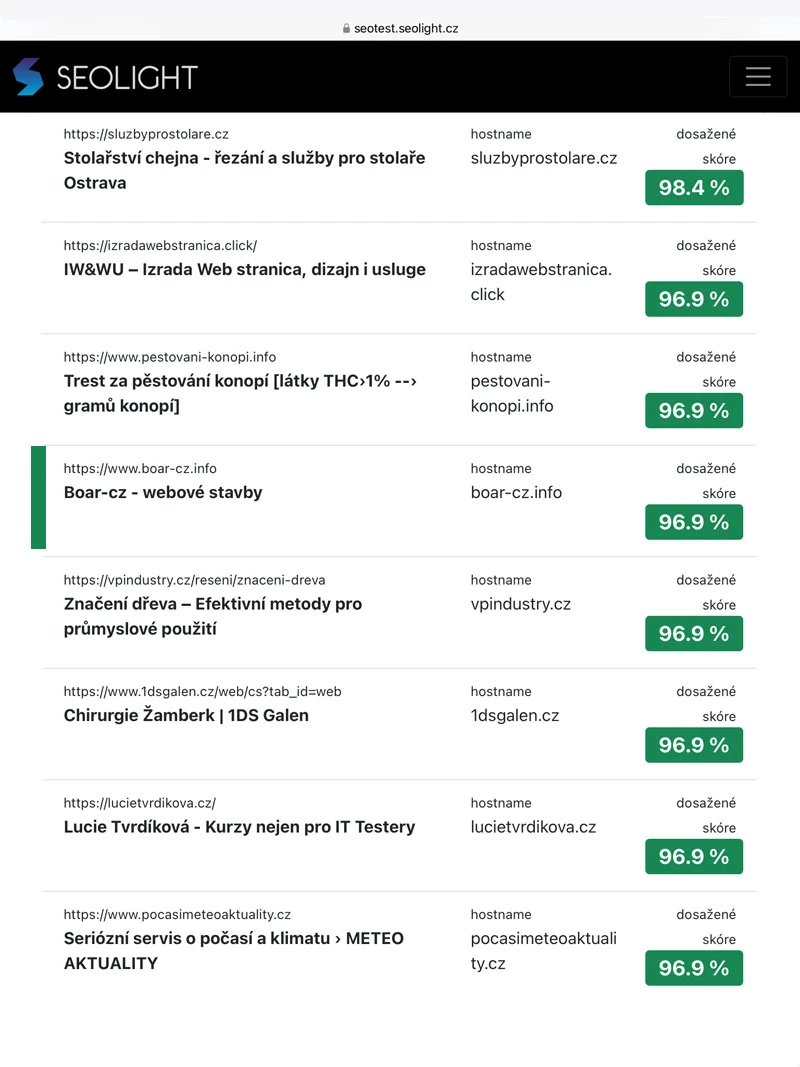 seotest.seolight.cz
SEOLIGHT
https://sluzbyprostolare.cz
Stolařství chejna - řezání a služby pro stolaře
Ostrava
hostname
sluzbyprostolare.cz
dosažené
skóre
98.4 %
https://izradawebstranica.click/
IW&WU – Izrada Web stranica, dizajn i usluge
hostname
izradawebstranica.
click
dosažené
skóre
96.9 %
https://www.pestovani-konopi.info
Trest za pěstování konopí [látky THC›1% --›
gramů konopí]
hostname
pestovani-
konopi.info
dosažené
skóre
96.9 %
https://www.boar-cz.info
Boar-cz - webové stavby
hostname
boar-cz.info
dosažené
skóre
96.9 %
https://vpindustry.cz/reseni/znaceni-dreva
Značení dřeva – Efektivní metody pro
průmyslové použití
hostname
vpindustry.cz
dosažené
skóre
96.9 %
https://www.1dsgalen.cz/web/cs?tab_id=web
Chirurgie Žamberk | 1DS Galen
hostname
1dsgalen.cz
dosažené
skóre
96.9 %
https://lucietvrdikova.cz/
Lucie Tvrdíková - Kurzy nejen pro IT Testery
hostname
lucietvrdikova.cz
dosažené
skóre
96.9 %
https://www.pocasimeteoaktuality.cz
Seriózní servis o počasí a klimatu › METEO
AKTUALITY
hostname
pocasimeteoaktuali
ty.cz
dosažené
skóre
96.9 %